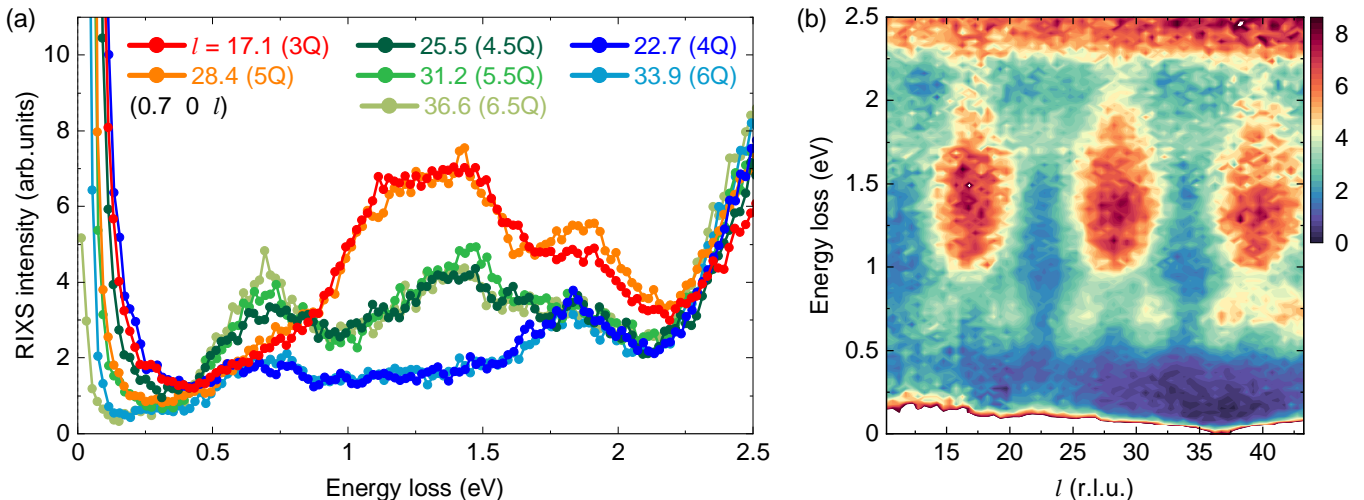 (a)
RIXS intensity (arb.units)
10
8
6
4
2
0
l = 17.1 (3Q)
28.4 (5Q)
(0.7 0 l)
25.5 (4.5Q)
31.2 (5.5Q)
36.6 (6.5Q)
22.7 (4Q)
33.9 (6Q)
0
0.5
1
1.5
2
2.5
Energy loss (eV)
(b)
Energy loss (eV)
2.5
2
1.5
1
0.5
0
15
20
25
30
35
40
l (r.l.u.)
8
6
4
2
0